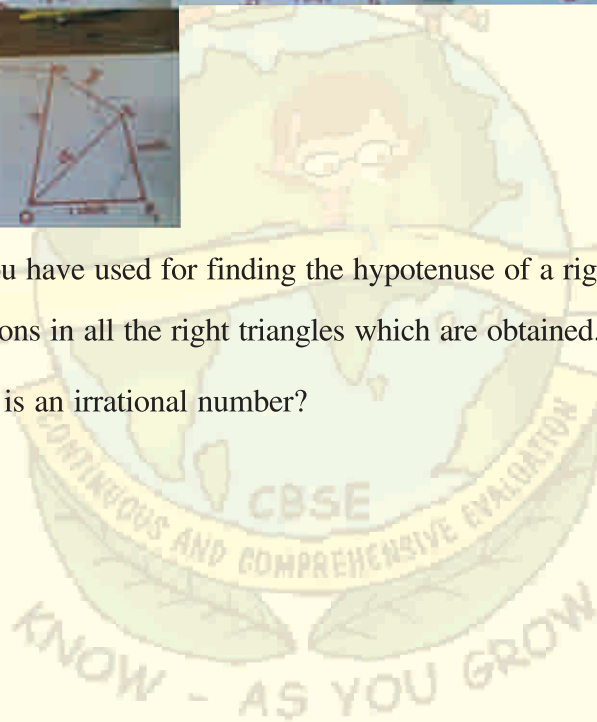 u have used for finding the hypotenuse of a rig
ons in all the right triangles which are obtained.
is an irrational number?
CBSE
CONTINUOUS AND COMPREHENSIVE EVALUATION
KNOW - AS YOU GROW